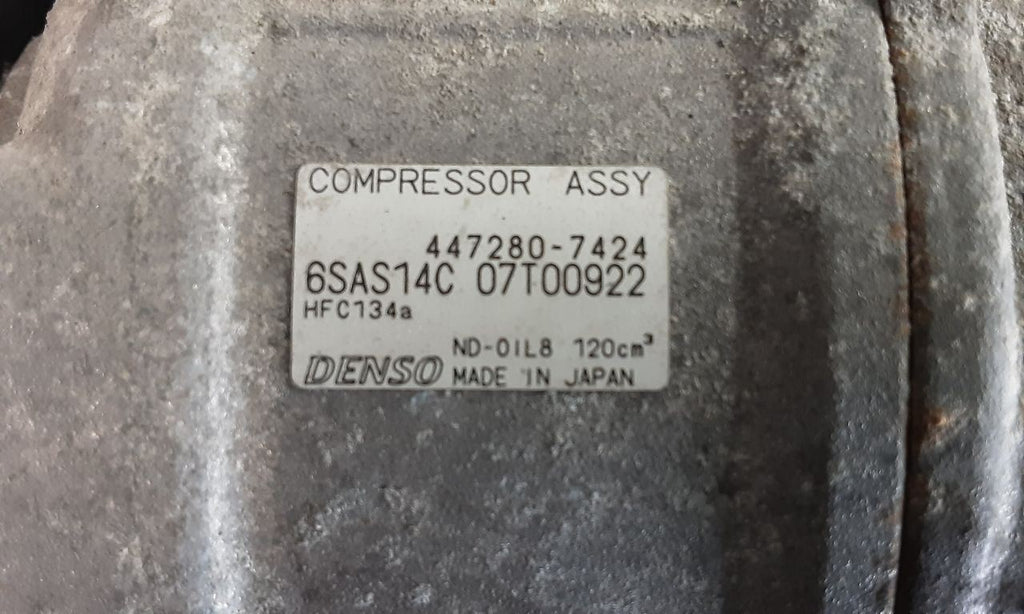 COMPRESSOR ASSY
447280-7424
6SAS14C 07T00922
HFC134a
ND-OIL8 120cm³
DENSO MADE IN JAPAN